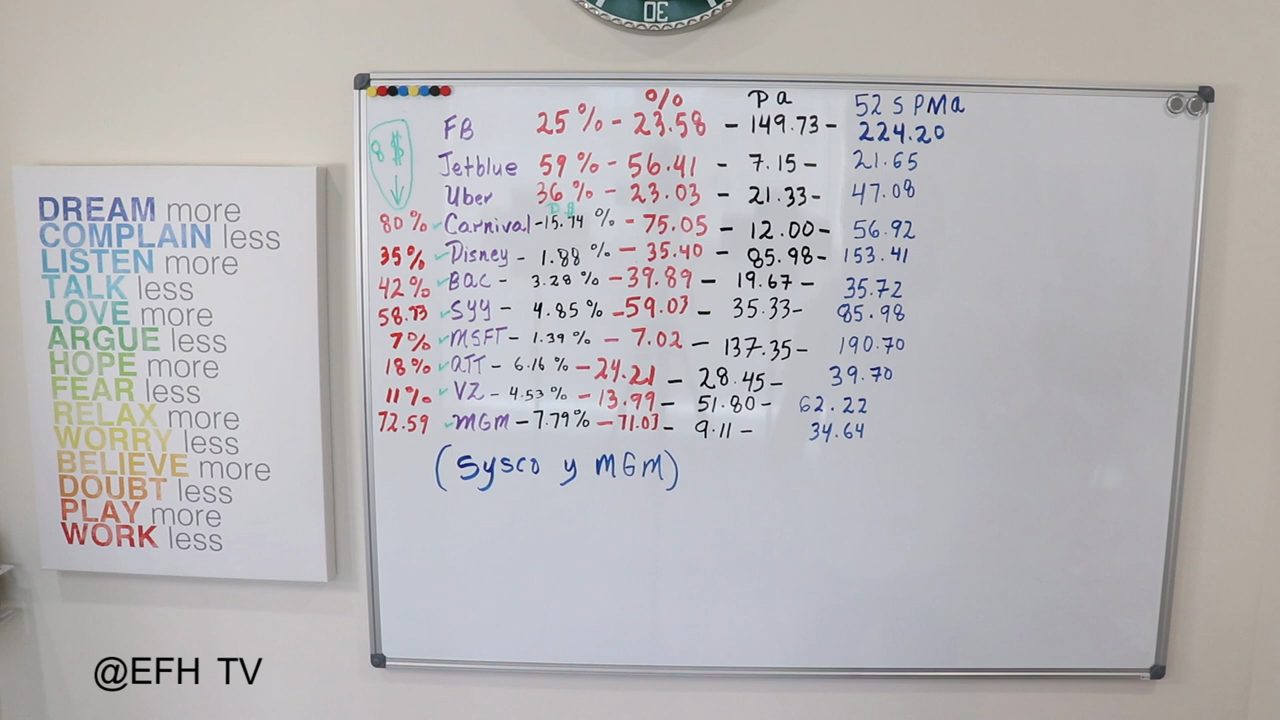 DREAM more
COMPLAIN less
LISTEN more
TALK less
LOVE more
ARGUE less
HOPE more
FEAR less
RELAX more
WORRY less
BELIEVE more
DOUBT less
PLAY more
WORK less
% Pa 52 S PMa
8 $
FB 25% - 23.58 - 149.73 - 224.20
Jetblue 59% - 56.41 - 7.15 - 21.65
Uber 36% - 23.03 - 21.33 - 47.08
80% Carnival - 15.74 % - 75.05 - 12.00 - 56.92
35% Disney - 1.88 % - 35.40 - 85.98 - 153.41
42% BaC - 3.28 % - 39.89 - 19.67 - 35.72
58.73 SYY - 4.85 % - 59.03 - 35.33 - 85.98
7% MSFT - 1.39 % - 7.02 - 137.35 - 190.70
18% aTT - 6.16 % - 24.21 - 28.45 - 39.70
11% VZ - 4.53 % - 13.99 - 51.80 - 62.22
72.59 MGM - 7.79% - 71.03 - 9.11 - 34.64
(Sysco y MGM)
@EFH TV